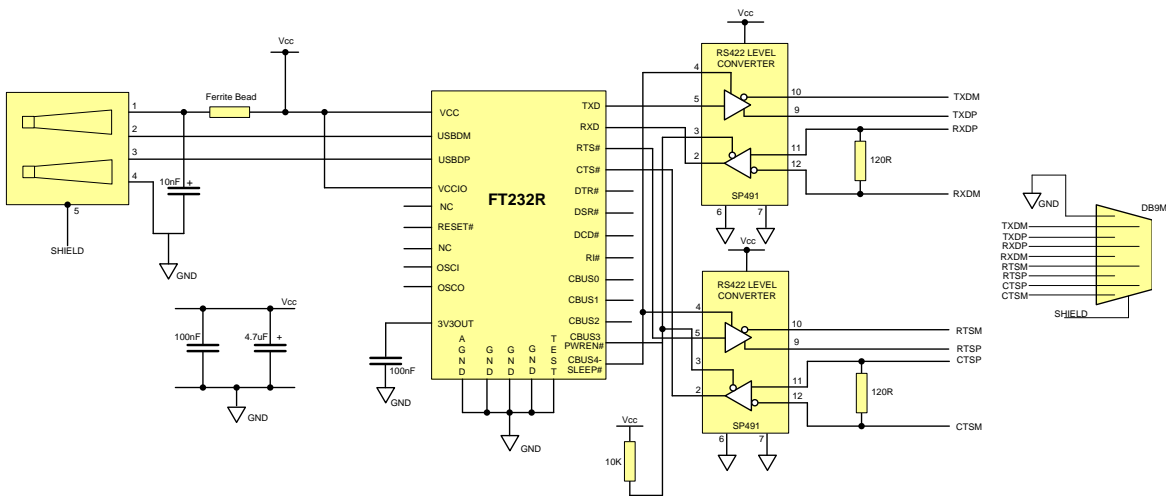 Vcc
1
Ferrite Bead
2
3
4
10nF
+
5
SHIELD
GND
Vcc
100nF
4.7uF
+
GND
VCC
USBDM
USBDP
VCCIO
NC
RESET#
NC
OSCI
OSCO
3V3OUT
FT232R
TXD
RXD
RTS#
CTS#
DTR#
DSR#
DCD#
RI#
CBUS0
CBUS1
CBUS2
CBUS3
PWREN#
CBUS4-
SLEEP#
AGND
GND
GND
GND
TEST
100nF
GND
GND
Vcc
10K
Vcc
RS422 LEVEL
CONVERTER
4
5
10
9
3
2
11
12
SP491
6
7
TXDM
TXDP
RXDP
120R
RXDM
Vcc
RS422 LEVEL
CONVERTER
4
5
10
9
3
2
11
12
SP491
6
7
RTSM
RTSP
CTSP
120R
CTSM
GND
DB9M
TXDM
TXDP
RXDP
RXDM
RTSM
RTSP
CTSP
CTSM
SHIELD